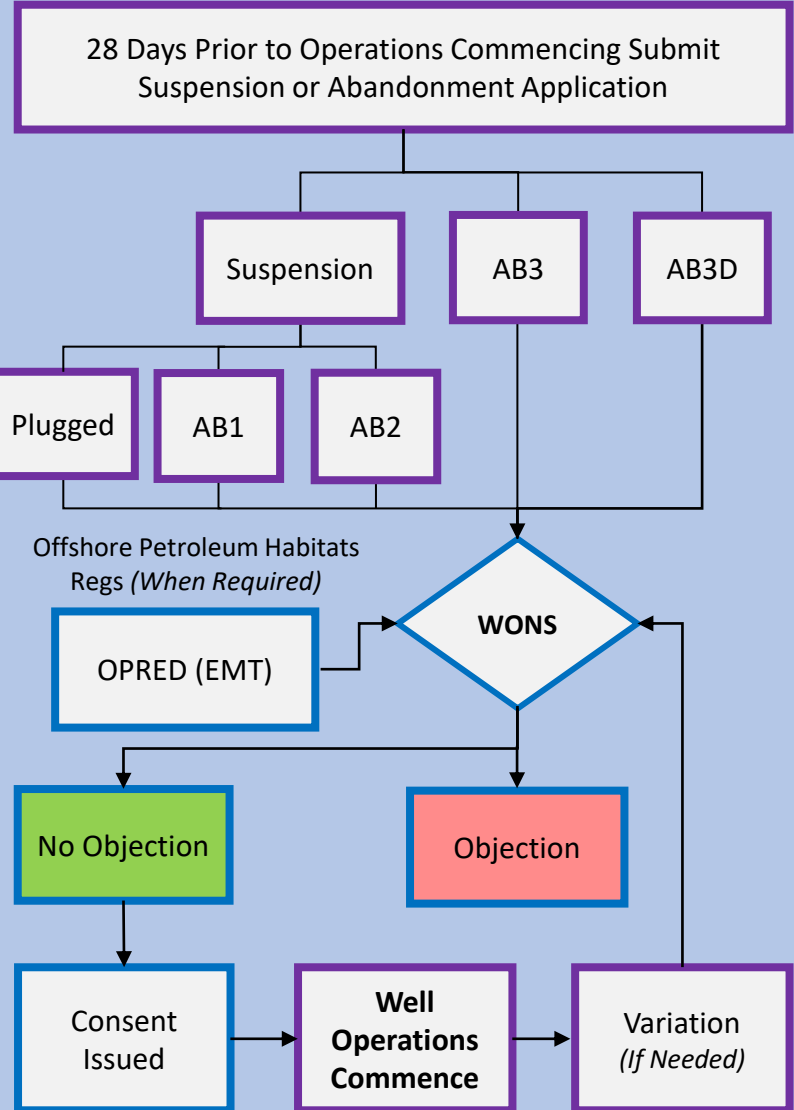 28 Days Prior to Operations Commencing Submit
Suspension or Abandonment Application
Suspension
AB3
AB3D
Plugged
AB1
AB2
Offshore Petroleum Habitats
Regs (When Required)
OPRED (EMT)
WONS
No Objection
Objection
Consent
Issued
Well
Operations
Commence
Variation
(If Needed)